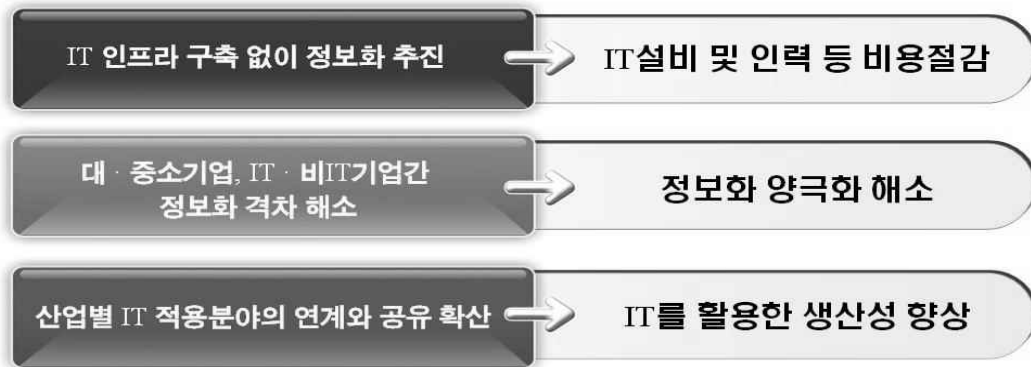 IT 인프라 구축 없이 정보화 추진
IT설비 및 인력 등 비용절감
대 · 중소기업, IT · 비IT기업간
정보화 격차 해소
정보화 양극화 해소
산업별 IT 적용분야의 연계와 공유 확산
IT를 활용한 생산성 향상